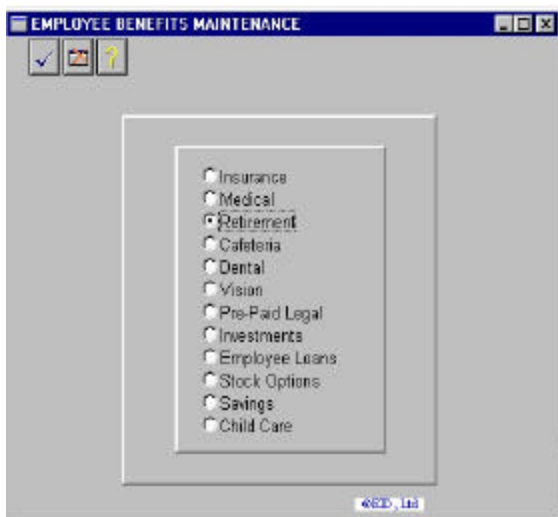 EMPLOYEE BENEFITS MAINTENANCE
?
Insurance
Medical
Retirement
Cafeteria
Dental
Vision
Pre-Paid Legal
Investments
Employee Loans
Stock Options
Savings
Child Care
, Ltd